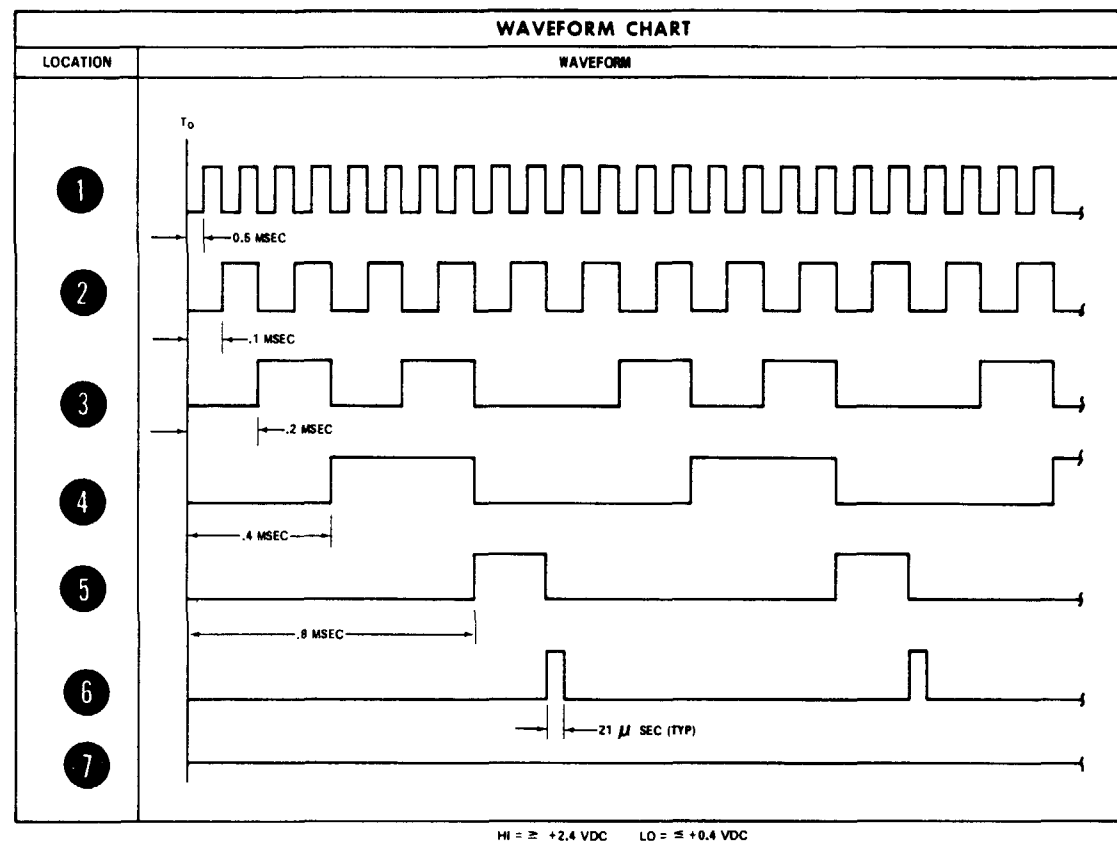 WAVEFORM CHART
LOCATION WAVEFORM
T₀
1
0.5 MSEC
2
.1 MSEC
3
.2 MSEC
4
.4 MSEC
5
.8 MSEC
6
21 μ SEC (TYP)
7
HI = ≥ +2.4 VDC LO = ≤ +0.4 VDC